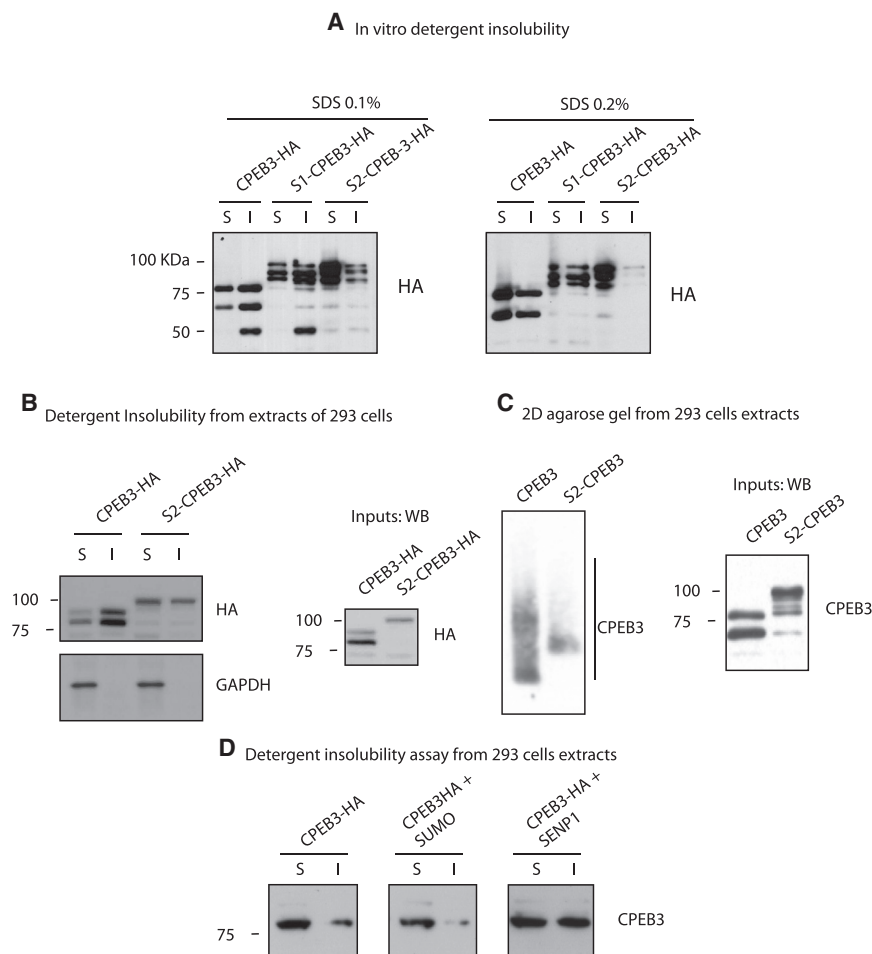 A In vitro detergent insolubility
SDS 0.1%
SDS 0.2%
CPEB3-HA
S1-CPEB3-HA
S2-CPEB-3-HA
CPEB3-HA
S1-CPEB3-HA
S2-CPEB3-HA
S I S I S I
S I S I S I
100 KDa
75
50
HA
HA
B Detergent Insolubility from extracts of 293 cells
CPEB3-HA
S2-CPEB3-HA
S I S I
100
75
HA
GAPDH
Inputs: WB
CPEB3-HA
S2-CPEB3-HA
100
75
HA
C 2D agarose gel from 293 cells extracts
CPEB3
S2-CPEB3
CPEB3
Inputs: WB
CPEB3
S2-CPEB3
100
75
CPEB3
D Detergent insolubility assay from 293 cells extracts
CPEB3-HA
CPEB3HA +
SUMO
CPEB3-HA +
SENP1
S I
S I
S I
75
CPEB3